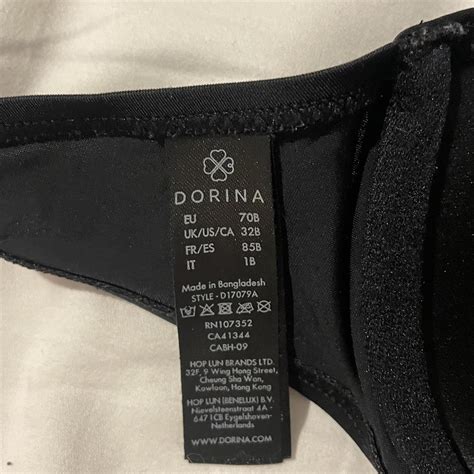 DORINA
EU 70B
UK/US/CA 32B
FR/ES 85B
IT 1B
Made in Bangladesh
STYLE - D17079A
RN107352
CA41344
CABH-09
HOP LUN BRANDS LTD.
32F, 9 Wing Hong Street,
Cheung Sha Wan,
Kowloon, Hong Kong
HOP LUN (BENELUX) BV.
Nievelsteenstraat 4A -
647 1CB Eygelshoven-
Netherlands
WWW.DORINA.COM